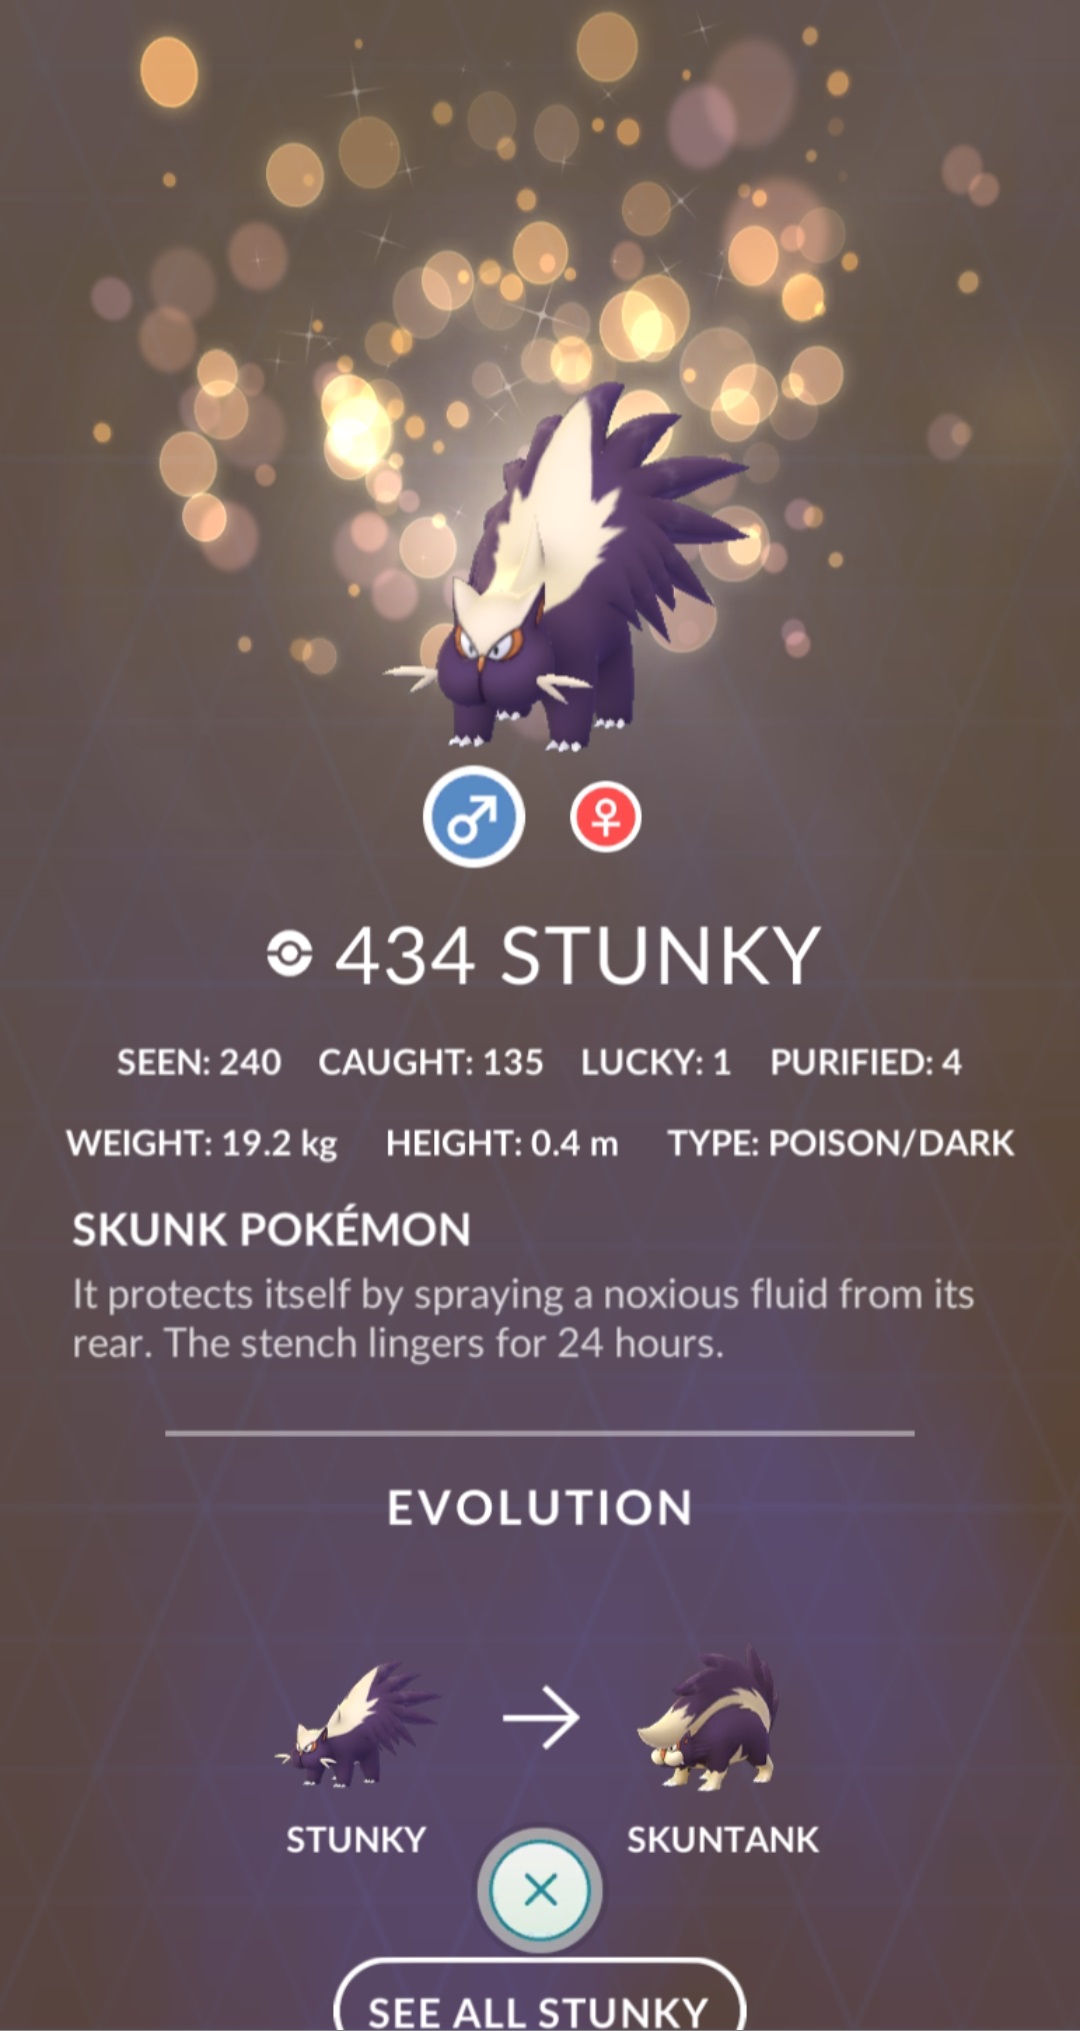 434 STUNKY
SEEN: 240 CAUGHT: 135 LUCKY: 1 PURIFIED: 4
WEIGHT: 19.2 kg HEIGHT: 0.4 m TYPE: POISON/DARK
SKUNK POKÉMON
It protects itself by spraying a noxious fluid from its
rear. The stench lingers for 24 hours.
EVOLUTION
STUNKY SKUNTANK
SEE ALL STUNKY